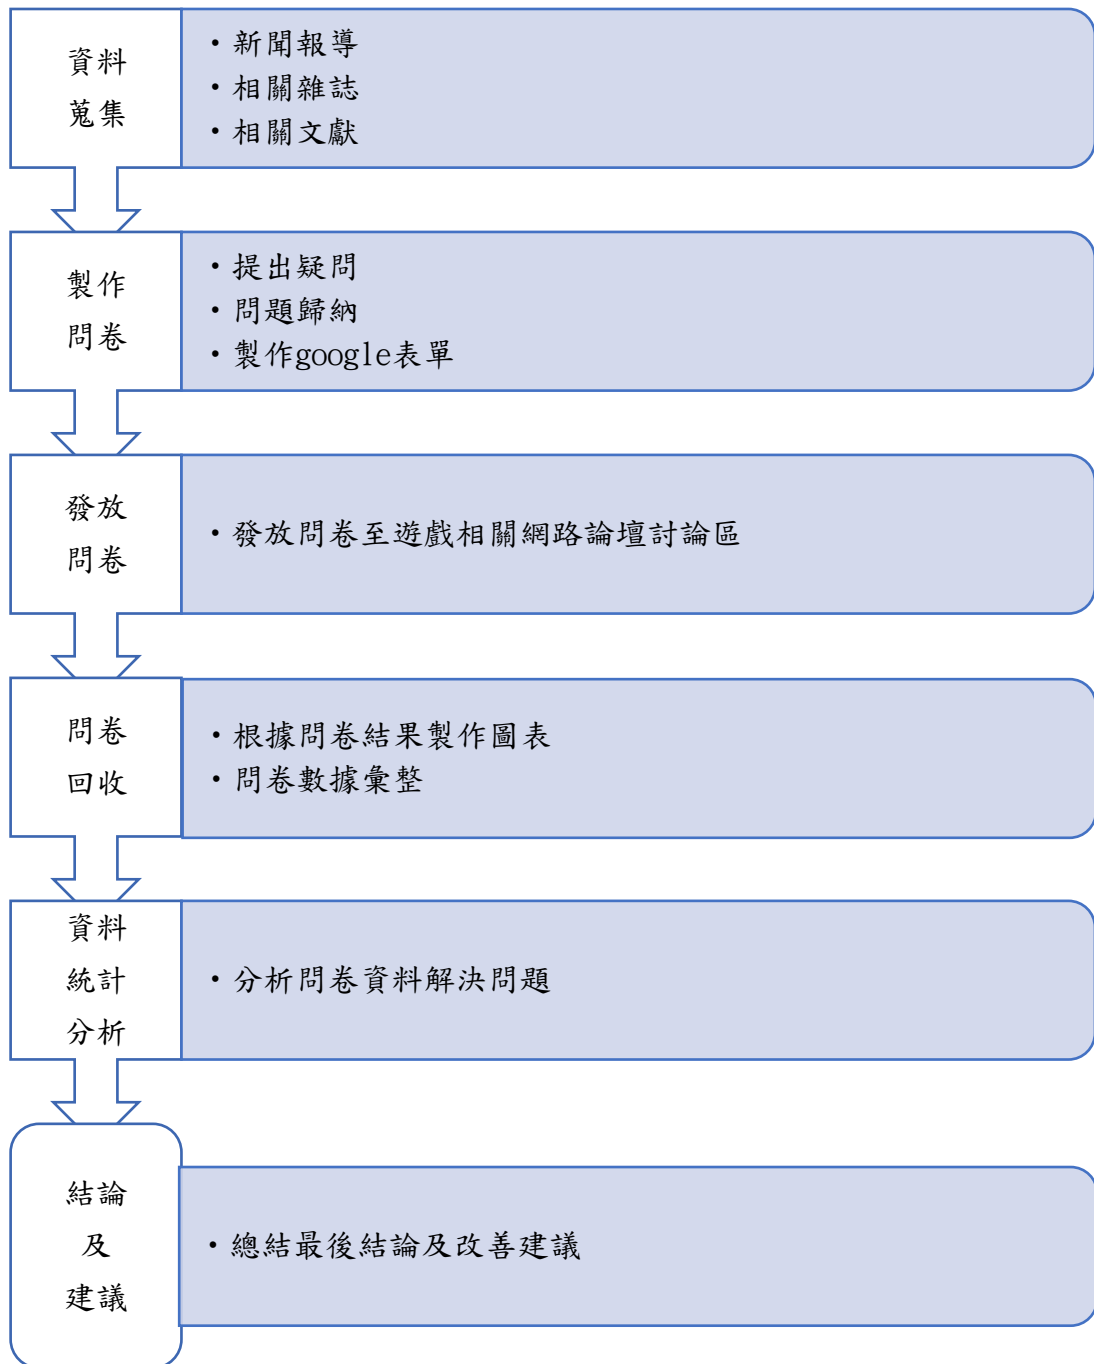 資料
蒐集
・新聞報導
・相關雜誌
・相關文獻
製作
問卷
・提出疑問
・問題歸納
・製作google表單
發放
問卷
・發放問卷至遊戲相關網路論壇討論區
問卷
回收
・根據問卷結果製作圖表
・問卷數據彙整
資料
統計
分析
・分析問卷資料解決問題
結論
及
建議
・總結最後結論及改善建議